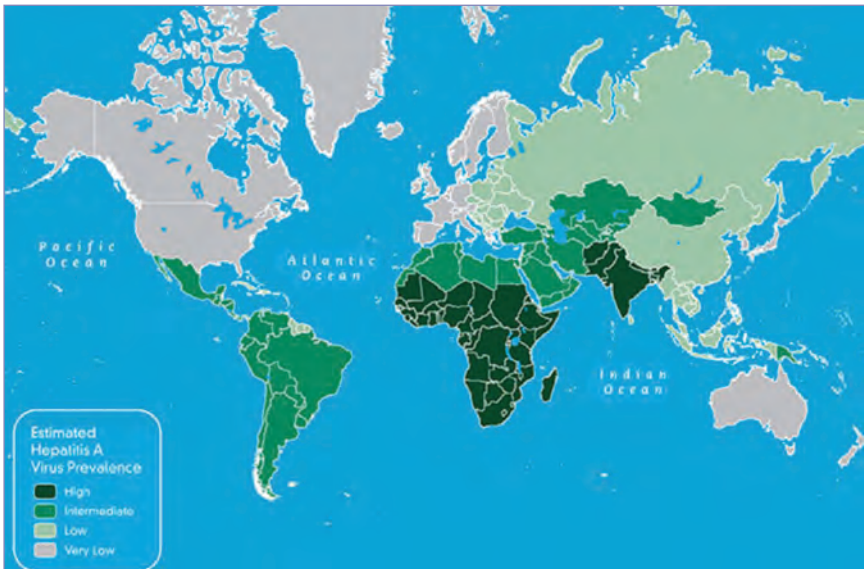 Pacific
Ocean
Atlantic
Ocean
Indian
Ocean
Estimated
Hepatitis A
Virus Prevalence
High
Intermediate
Low
Very Low